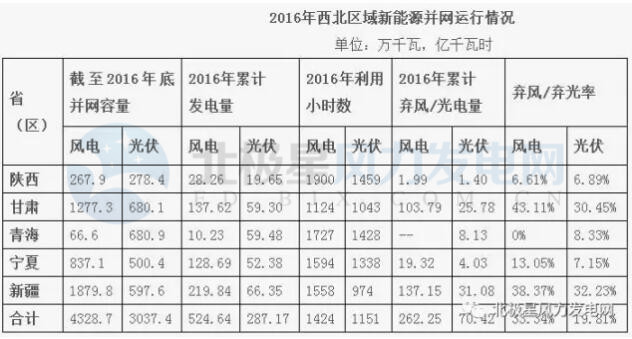 2016年西北区域新能源并网运行情况
单位：万千瓦，亿千瓦时
省（区） 截至2016年底并网容量 2016年累计发电量 2016年利用小时数 2016年累计弃风/光电量 弃风/弃光率
风电 光伏 风电 光伏 风电 光伏 风电 光伏 风电 光伏
陕西 267.9 278.4 28.26 19.65 1900 1459 1.99 1.40 6.61% 6.89%
甘肃 1277.3 680.1 137.62 59.30 1124 1043 103.79 25.78 43.11% 30.45%
青海 66.6 680.9 10.23 59.48 1727 1428 -- 8.13 0% 8.33%
宁夏 837.1 500.4 128.69 52.38 1594 1338 19.32 4.03 13.05% 7.15%
新疆 1879.8 597.6 219.84 66.35 1558 974 137.15 31.08 38.37% 32.23%
合计 4328.7 3037.4 524.64 287.17 1424 1151 262.25 70.42 33.34% 19.81%
北极星风力发电网
北极星风力发电网